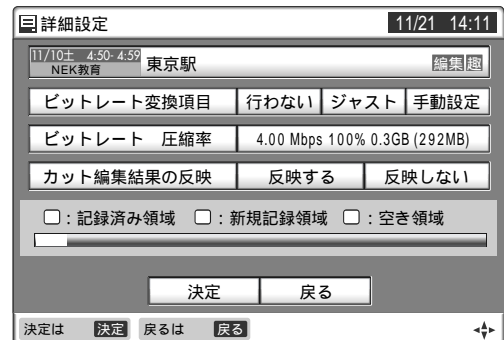 詳細設定 11/21 14:11
11/10土 4:50- 4:59
NEK教育 東京駅 編集 趣
ビットレート変換項目 行わない ジャスト 手動設定
ビットレート 圧縮率 4.00 Mbps 100% 0.3GB (292MB)
カット編集結果の反映 反映する 反映しない
:記録済み領域 :新規記録領域 :空き領域
決定 戻る
決定は 決定 戻るは 戻る